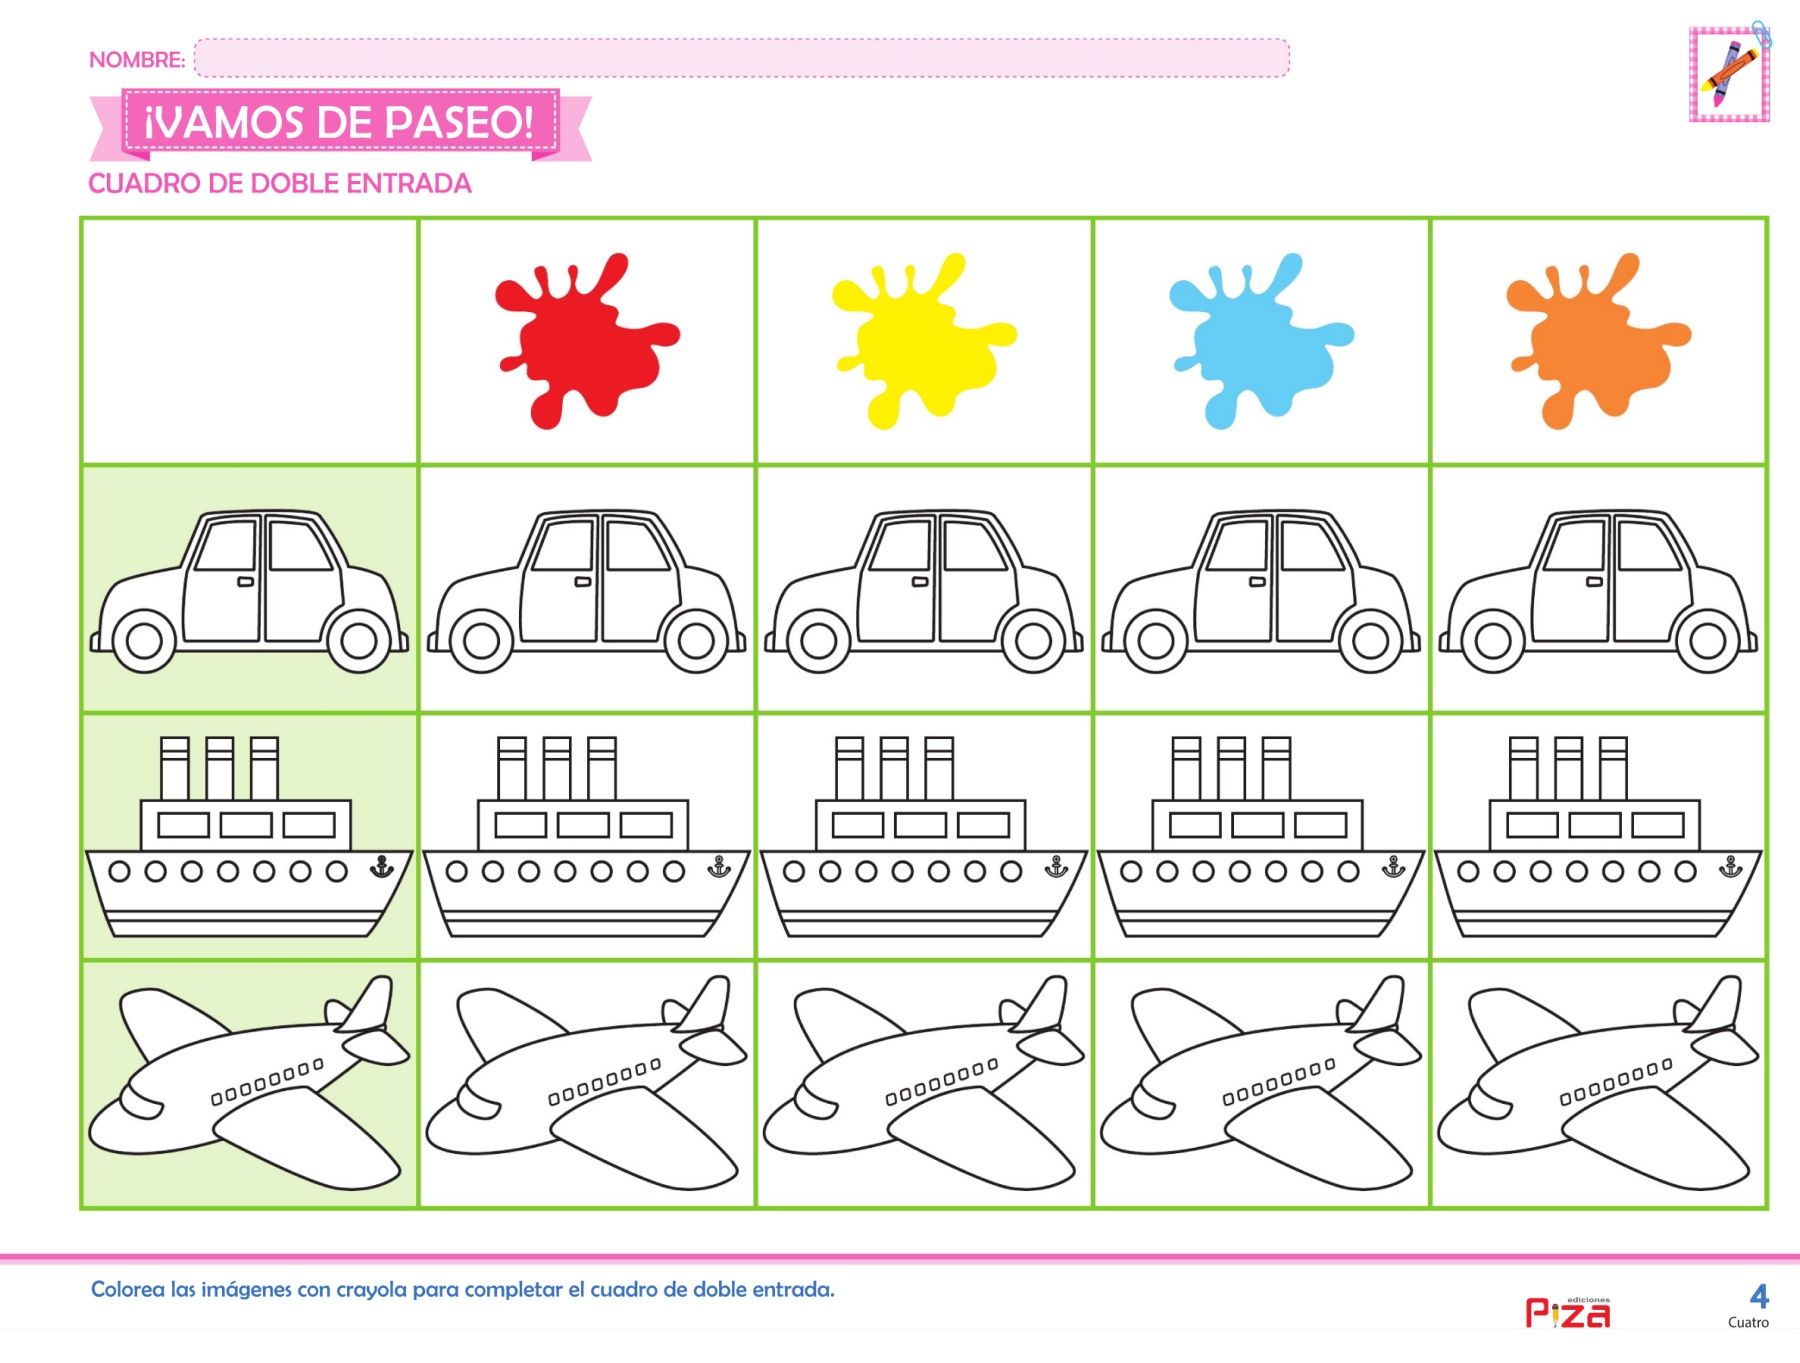 NOMBRE:
¡VAMOS DE PASEO!
CUADRO DE DOBLE ENTRADA
Colorea las imágenes con crayola para completar el cuadro de doble entrada.
ediciones
Piza
4
Cuatro